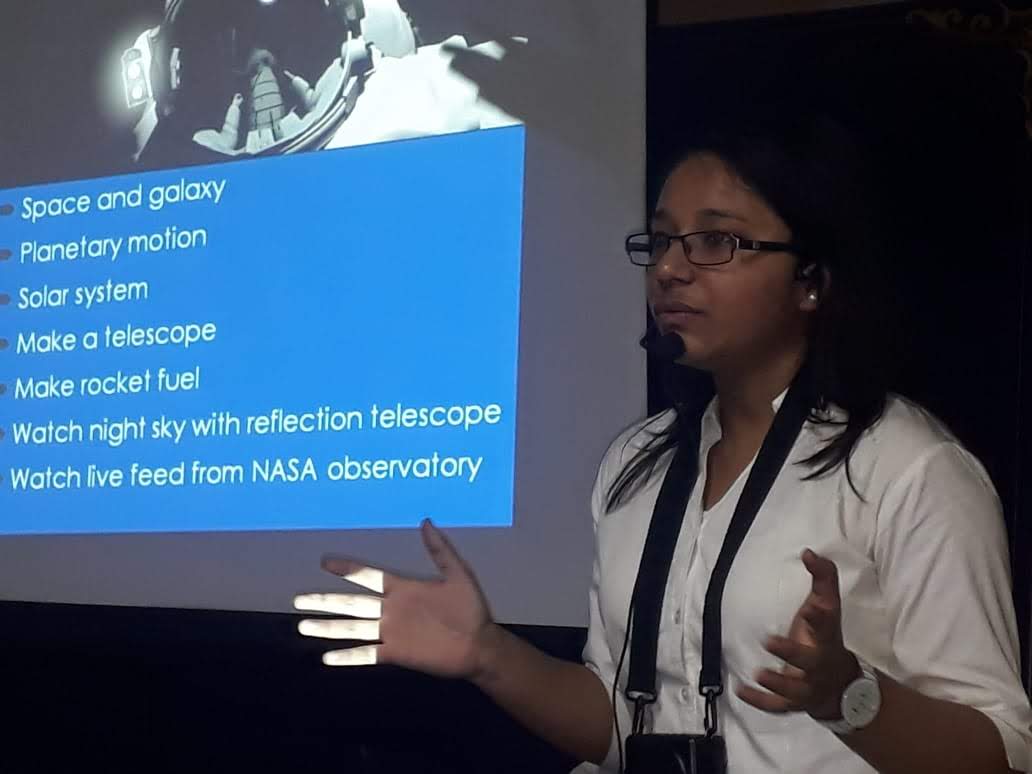 Space and galaxy
Planetary motion
Solar system
Make a telescope
Make rocket fuel
Watch night sky with reflection telescope
Watch live feed from NASA observatory